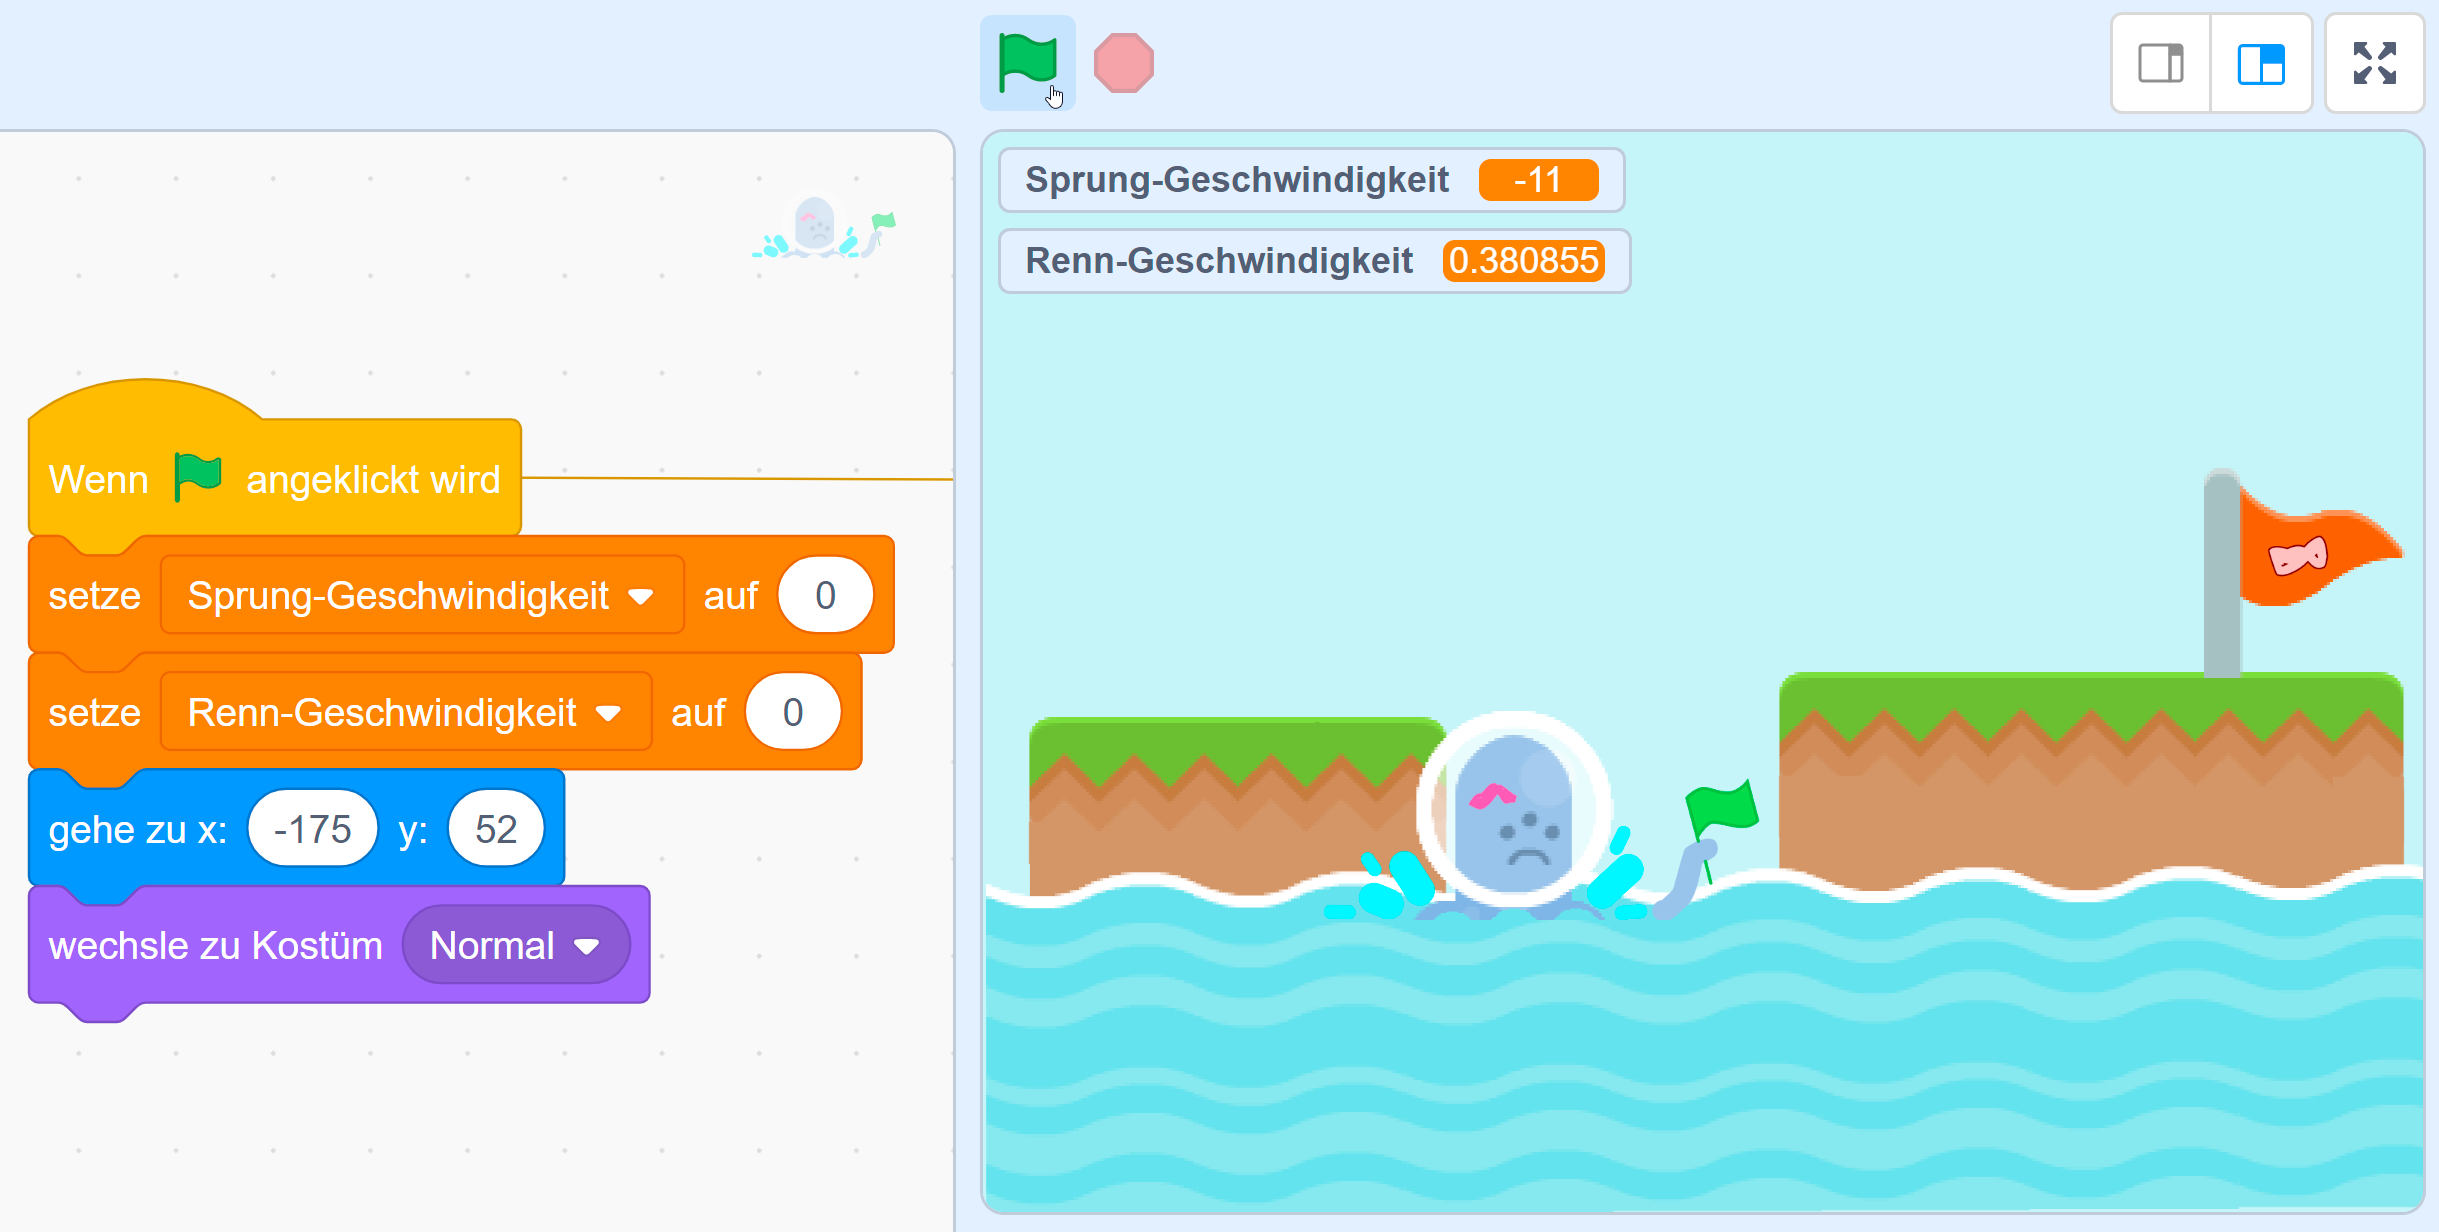 Sprung-Geschwindigkeit -11
Renn-Geschwindigkeit 0.380855
Wenn angeklickt wird
setze Sprung-Geschwindigkeit auf 0
setze Renn-Geschwindigkeit auf 0
gehe zu x: -175 y: 52
wechsle zu Kostüm Normal